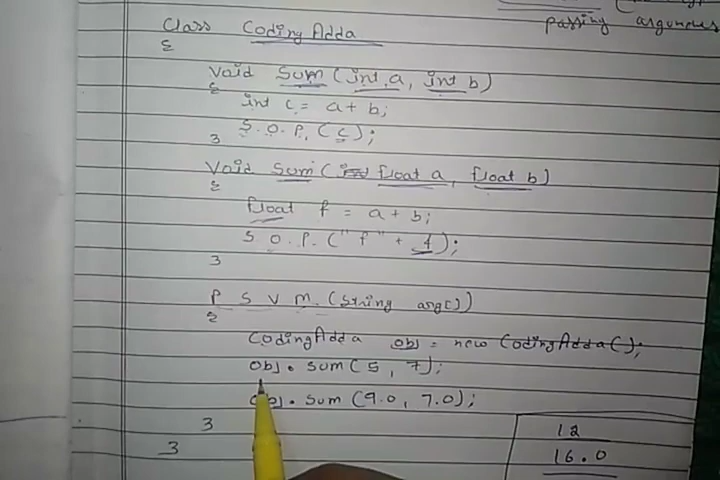 passing arguments
Class CodingAdda
{
void sum (int a, int b)
{
int c = a + b;
S.O.P. (c);
}
void sum (float a, float b)
{
float f = a + b;
S.O.P. ("f" + f);
}
P S V M. (String arg[])
{
CodingAdda obj = new CodingAdda();
obj. sum (5, 7);
obj. sum (9.0, 7.0);
}
}
12
16.0